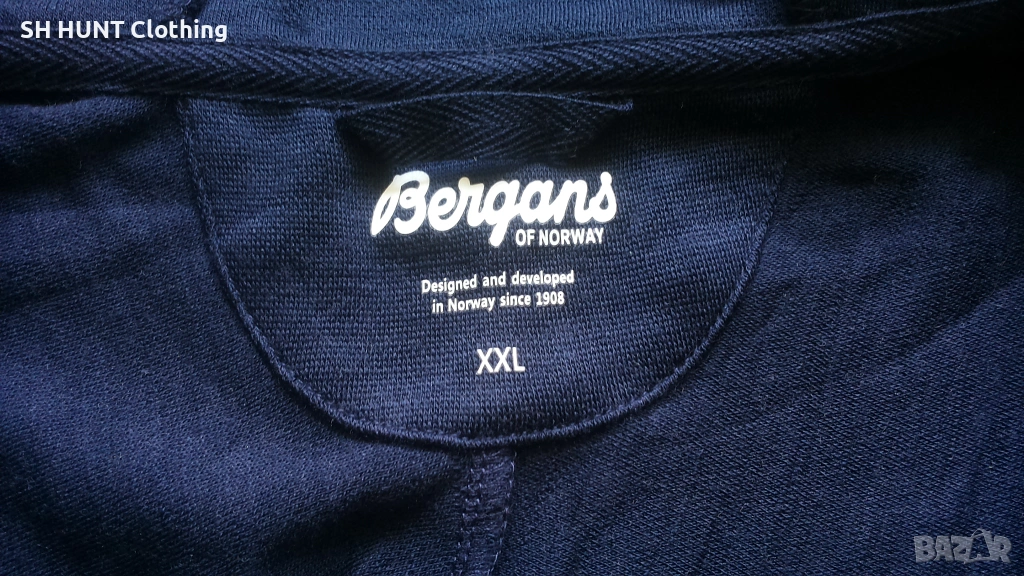 SH HUNT Clothing
Bergans
OF NORWAY
Designed and developed
in Norway since 1908
XXL
BAZAR